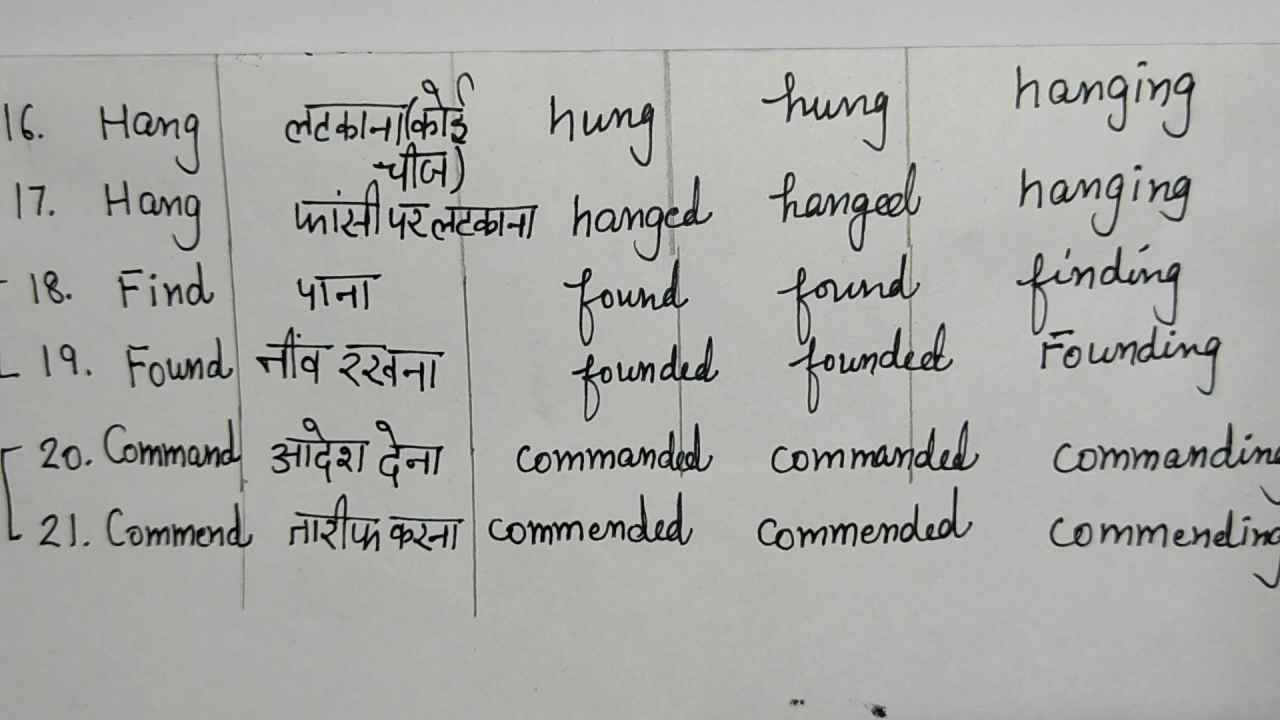 16. Hang लटकाना (कोई चीज) hung hung hanging
17. Hang फांसी पर लटकाना hanged hanged hanging
18. Find पाना found found finding
19. Found नींव रखना founded founded Founding
20. Command आदेश देना commanded commanded commanding
21. Commend तारीफ करना commended commended commending